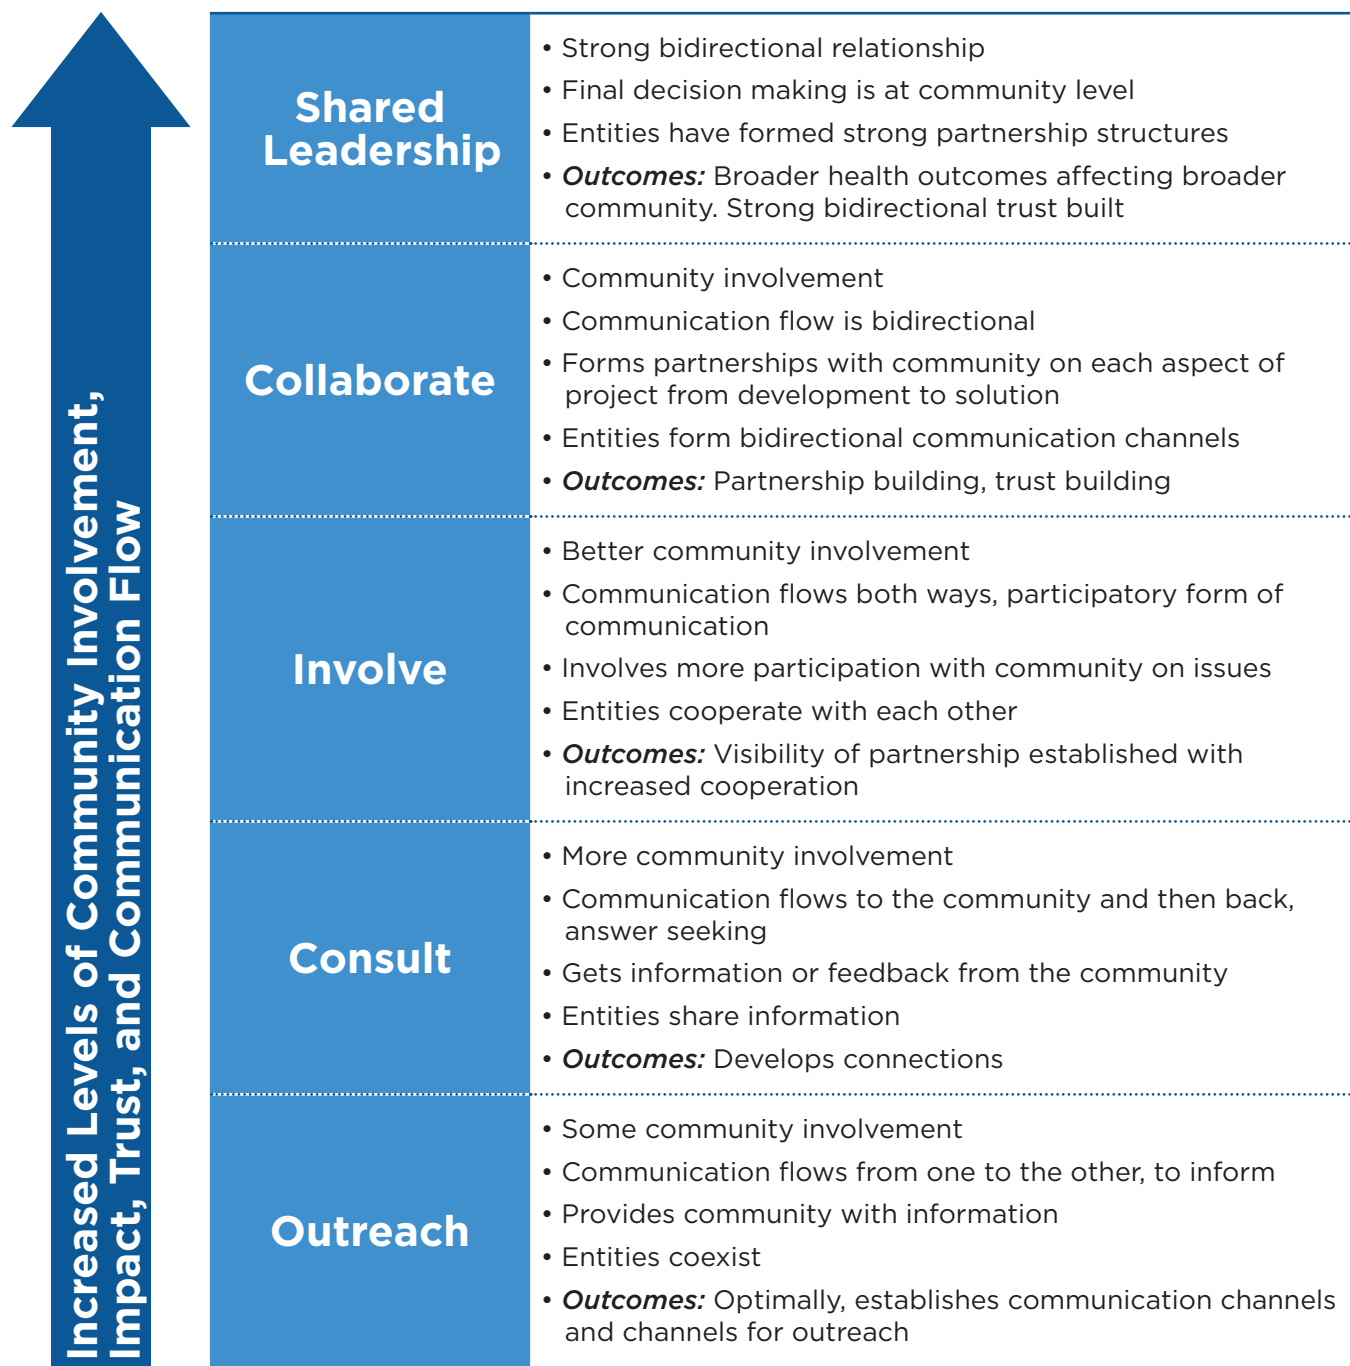 Increased Levels of Community Involvement,
Impact, Trust, and Communication Flow
Shared
Leadership
• Strong bidirectional relationship
• Final decision making is at community level
• Entities have formed strong partnership structures
• Outcomes: Broader health outcomes affecting broader
community. Strong bidirectional trust built
Collaborate
• Community involvement
• Communication flow is bidirectional
• Forms partnerships with community on each aspect of
project from development to solution
• Entities form bidirectional communication channels
• Outcomes: Partnership building, trust building
Involve
• Better community involvement
• Communication flows both ways, participatory form of
communication
• Involves more participation with community on issues
• Entities cooperate with each other
• Outcomes: Visibility of partnership established with
increased cooperation
Consult
• More community involvement
• Communication flows to the community and then back,
answer seeking
• Gets information or feedback from the community
• Entities share information
• Outcomes: Develops connections
Outreach
• Some community involvement
• Communication flows from one to the other, to inform
• Provides community with information
• Entities coexist
• Outcomes: Optimally, establishes communication channels
and channels for outreach